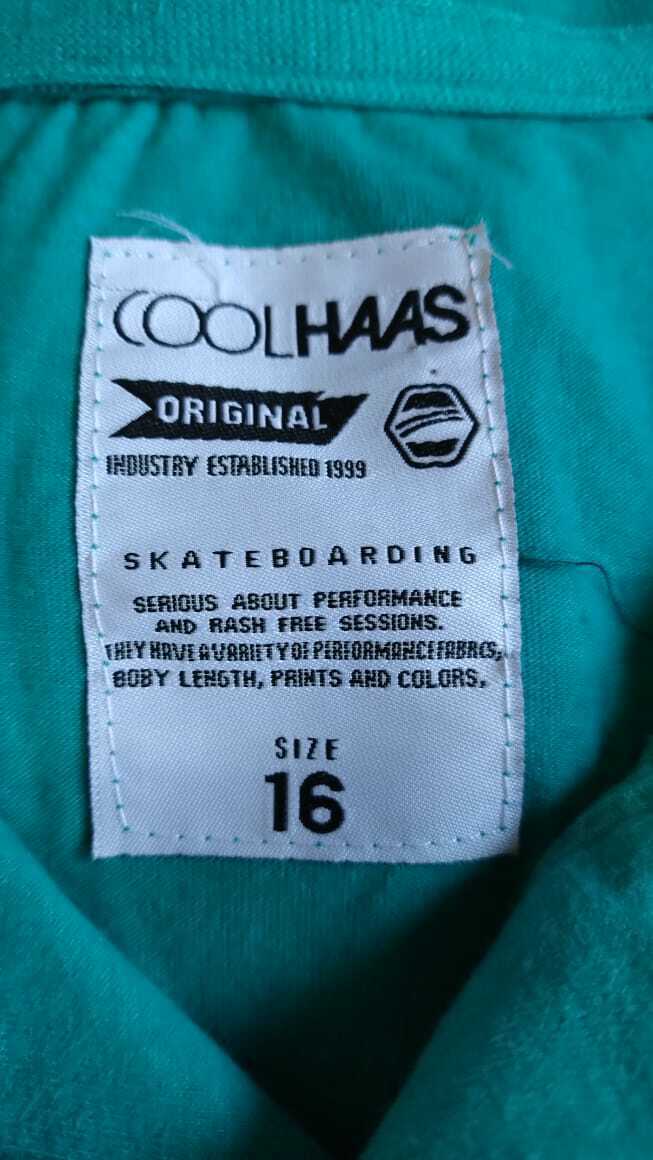 COOLHAAS
ORIGINAL
INDUSTRY ESTABLISHED 1999
SKATEBOARDING
SERIOUS ABOUT PERFORMANCE
AND RASH FREE SESSIONS.
THEY HAVE A VARIETY OF PERFORMANCE FABRCS,
BOBY LENGTH, PRINTS AND COLORS.
SIZE
16